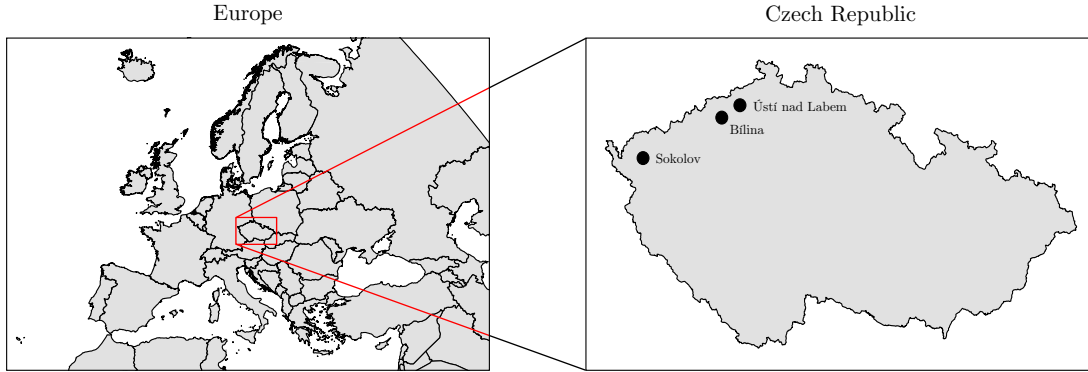 Europe
Czech Republic
Ústí nad Labem
Bílina
Sokolov